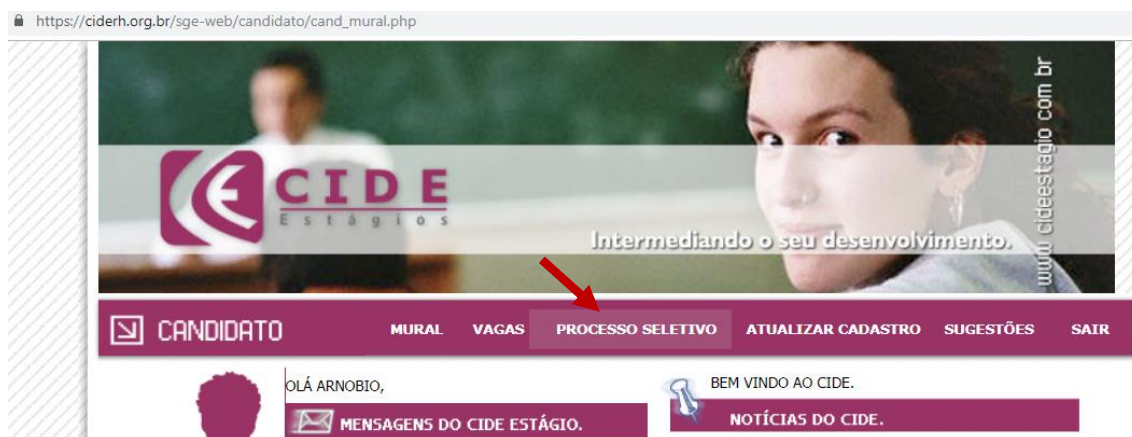 https://ciderh.org.br/sge-web/candidato/cand_mural.php
www cideestagio com br
CIDE
Estágios
Intermediando o seu desenvolvimento.
CANDIDATO MURAL VAGAS PROCESSO SELETIVO ATUALIZAR CADASTRO SUGESTÕES SAIR
OLÁ ARNOBIO,
MENSAGENS DO CIDE ESTÁGIO.
BEM VINDO AO CIDE.
NOTÍCIAS DO CIDE.